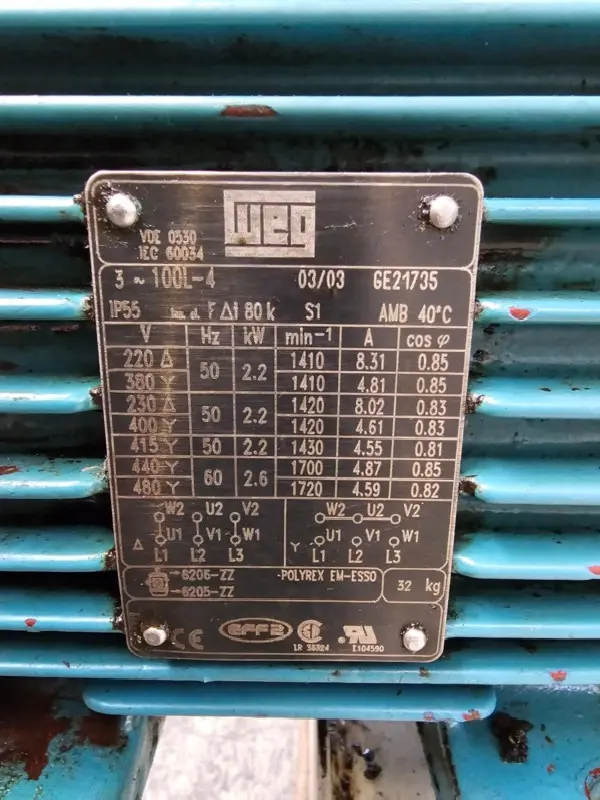 WEG
VDE 0530
IEC 60034
3 ~ 100L-4 03/03 GE21735
IP55 Ins. cl. F Δt 80 k S1 AMB 40°C
V Hz kW min-1 A cos φ
220 Δ 50 2.2 1410 8.31 0.85
380 Y 1410 4.81 0.85
230 Δ 50 2.2 1420 8.02 0.83
400 Y 1420 4.61 0.83
415 Y 50 2.2 1430 4.55 0.81
440 Y 60 2.6 1700 4.87 0.85
480 Y 1720 4.59 0.82
W2 U2 V2 W2 U2 V2
U1 V1 W1 U1 V1 W1
Δ L1 L2 L3 Y L1 L2 L3
6206-ZZ POLYREX EM-ESSO 32 kg
6205-ZZ
CE EFF2 LR 38324 E104590